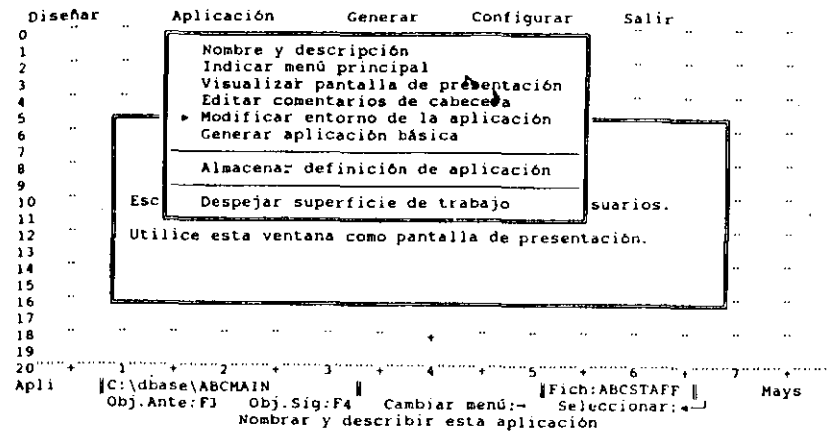 Diseñar Aplicación Generar Configurar Salir
0
1 Nombre y descripción
2 Indicar menú principal
3 Visualizar pantalla de presentación
4 Editar comentarios de cabecera
5 ▸ Modificar entorno de la aplicación
6 Generar aplicación básica
7
8 Almacenar definición de aplicación
9
10 Esc Despejar superficie de trabajo suarios.
11
12 Utilice esta ventana como pantalla de presentación.
13
14
15
16
17
18
19
20 1 2 3 4 5 6 7
Apli C:\dbase\ABCMAIN Fich:ABCSTAFF Mays
Obj.Ante:F3 Obj.Sig:F4 Cambiar menú:→ Seleccionar:◄┘
Nombrar y describir esta aplicación